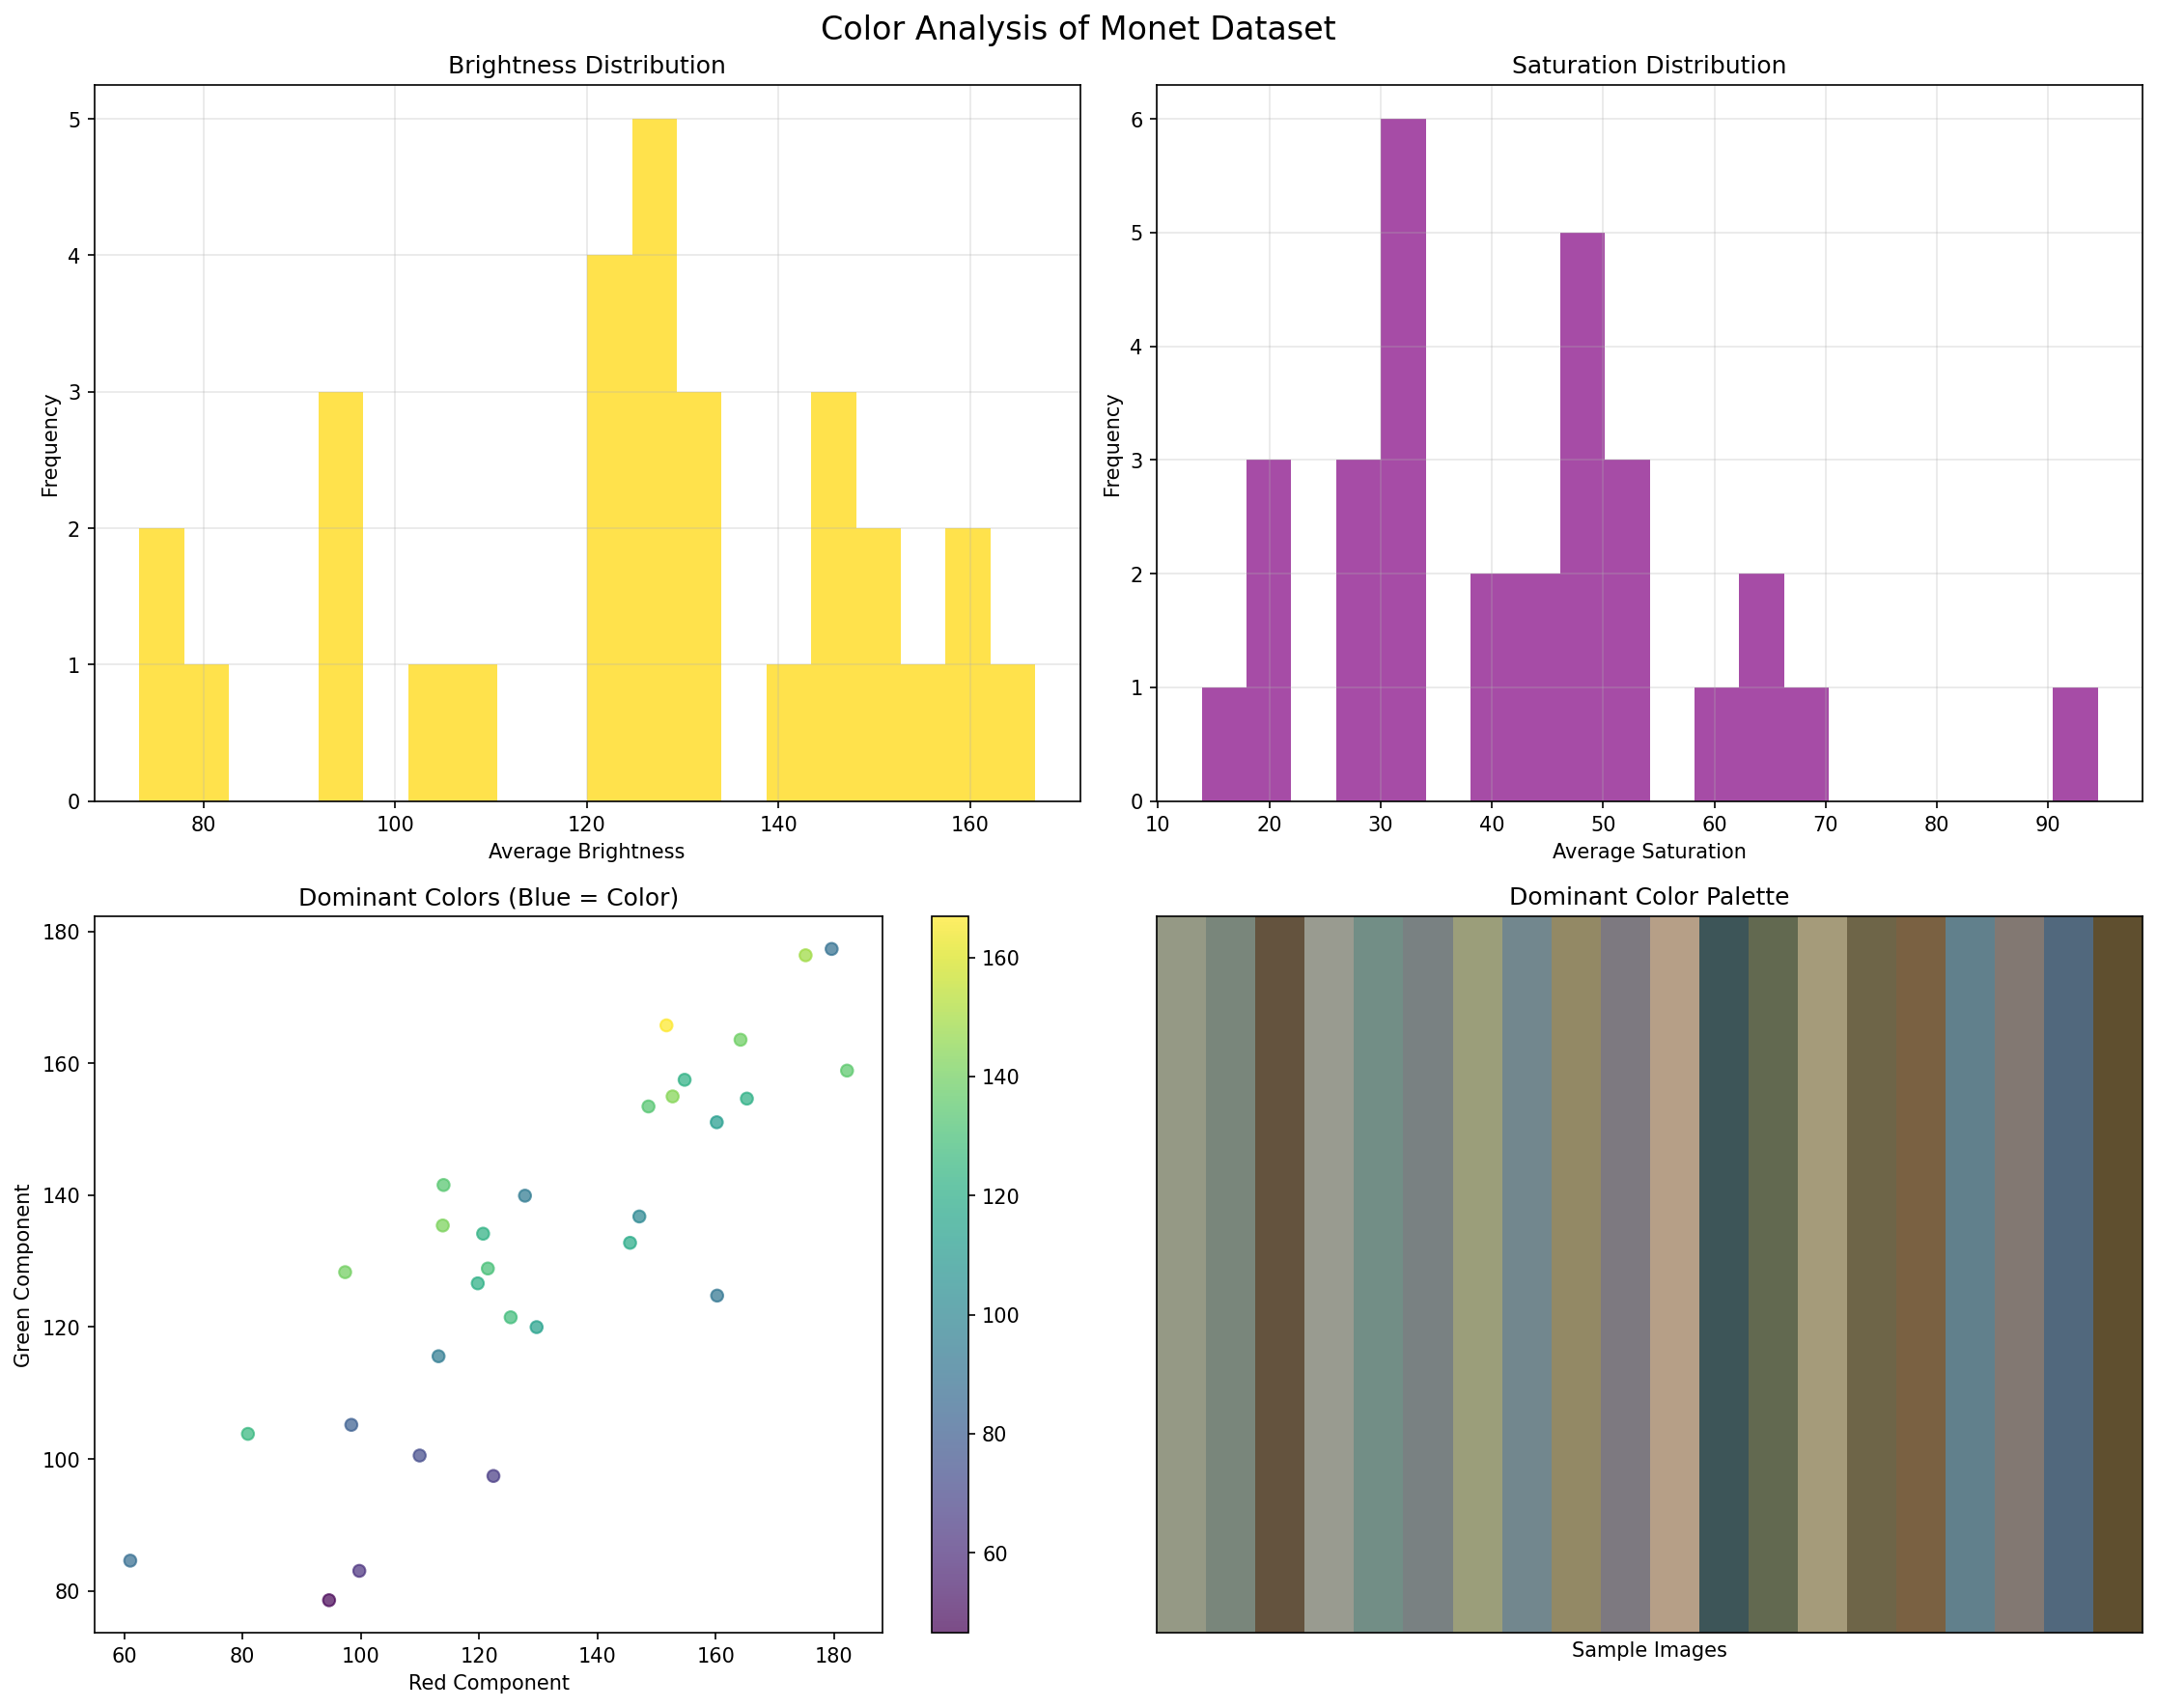 Color Analysis of Monet Dataset
Brightness Distribution
5
4
3
2
1
0
Frequency
80 100 120 140 160
Average Brightness
Saturation Distribution
6
5
4
3
2
1
0
Frequency
10 20 30 40 50 60 70 80 90
Average Saturation
Dominant Colors (Blue = Color)
180
160
140
120
100
80
Green Component
60 80 100 120 140 160 180
Red Component
160
140
120
100
80
60
Dominant Color Palette
Sample Images